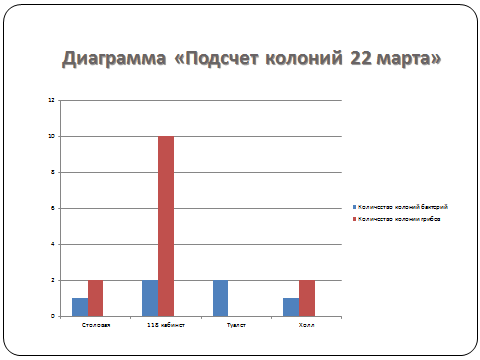 Диаграмма «Подсчет колоний 22 марта»
12
10
8
6
4
2
0
Столовая 118 кабинет Туалет Холл
Количество колоний бактерий
Количество колонии грибов